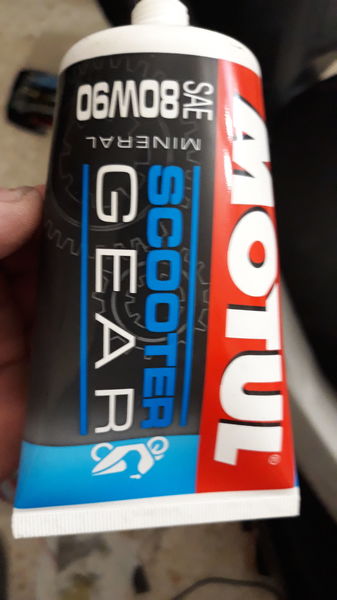 MOTUL®
SCOOTER
GEAR
MINERAL
SAE 80W90